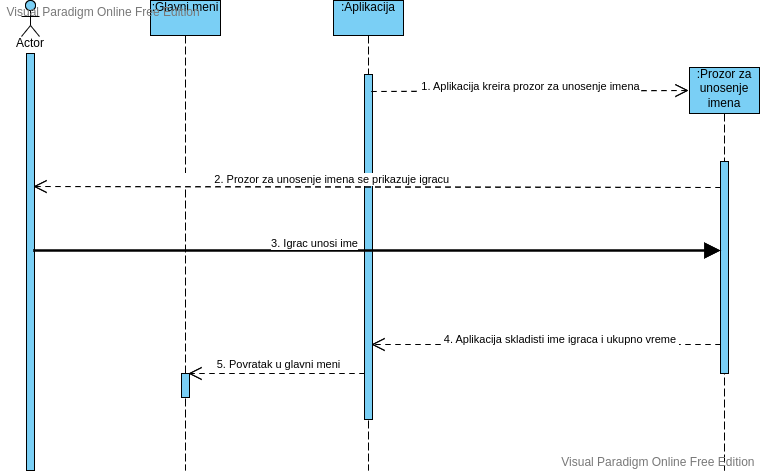 Visual Paradigm Online Free Edition
:Glavni meni
:Aplikacija
Actor
:Prozor za
unosenje
imena
1. Aplikacija kreira prozor za unosenje imena
2. Prozor za unosenje imena se prikazuje igracu
3. Igrac unosi ime
4. Aplikacija skladisti ime igraca i ukupno vreme
5. Povratak u glavni meni
Visual Paradigm Online Free Edition